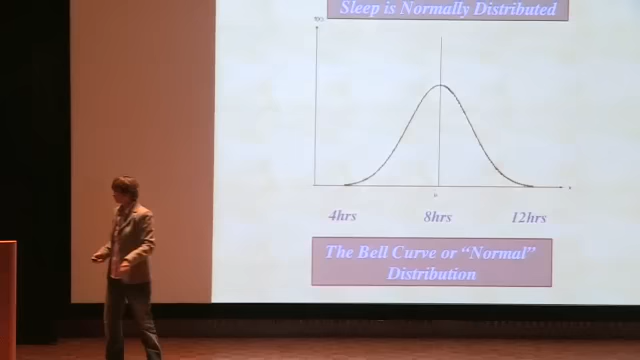 Sleep is Normally Distributed
4hrs
8hrs
12hrs
The Bell Curve or “Normal”
Distribution